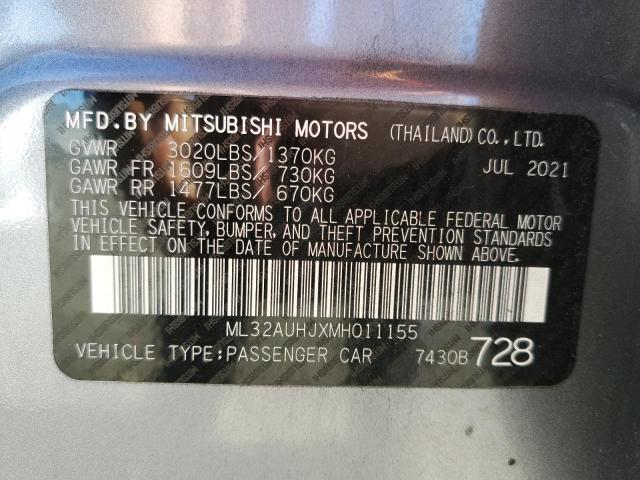 MFD.BY MITSUBISHI MOTORS (THAILAND)CO.,LTD.
GVWR 3020LBS/1370KG JUL 2021
GAWR FR 1609LBS/ 730KG
GAWR RR 1477LBS/ 670KG
THIS VEHICLE CONFORMS TO ALL APPLICABLE FEDERAL MOTOR
VEHICLE SAFETY, BUMPER, AND THEFT PREVENTION STANDARDS
IN EFFECT ON THE DATE OF MANUFACTURE SHOWN ABOVE.
ML32AUHJXMH011155
VEHICLE TYPE:PASSENGER CAR 7430B 728